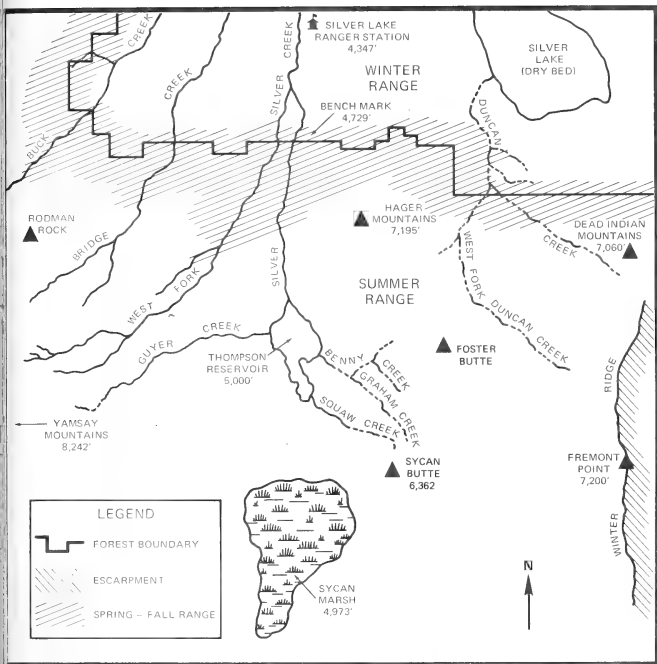 SILVER LAKE
RANGER STATION
4,347'
SILVER
LAKE
(DRY BED)
WINTER
RANGE
BENCH MARK
4,729'
CREEK
BUCK
CREEK
BRIDGE
CREEK
SILVER
SILVER
DUNCAN
CREEK
RODMAN
ROCK
HAGER
MOUNTAINS
7,195'
DEAD INDIAN
MOUNTAINS
7,060'
WEST FORK
SUMMER
RANGE
WEST FORK DUNCAN CREEK
GUYER CREEK
THOMPSON
RESERVOIR
5,000'
BENNY CREEK
GRAHAM CREEK
SQUAW CREEK
FOSTER
BUTTE
YAMSAY
MOUNTAINS
8,242'
SYCAN
BUTTE
6,362
FREMONT
POINT
7,200'
WINTER RIDGE
SYCAN
MARSH
4,973'
N
LEGEND
FOREST BOUNDARY
ESCARPMENT
SPRING -- FALL RANGE